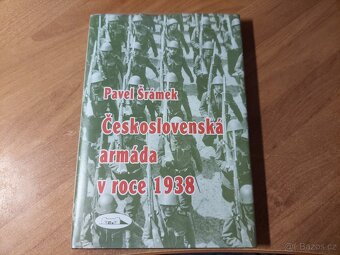 Pavel Šrámek
Československá
armáda
v roce 1938
Bazos.cz